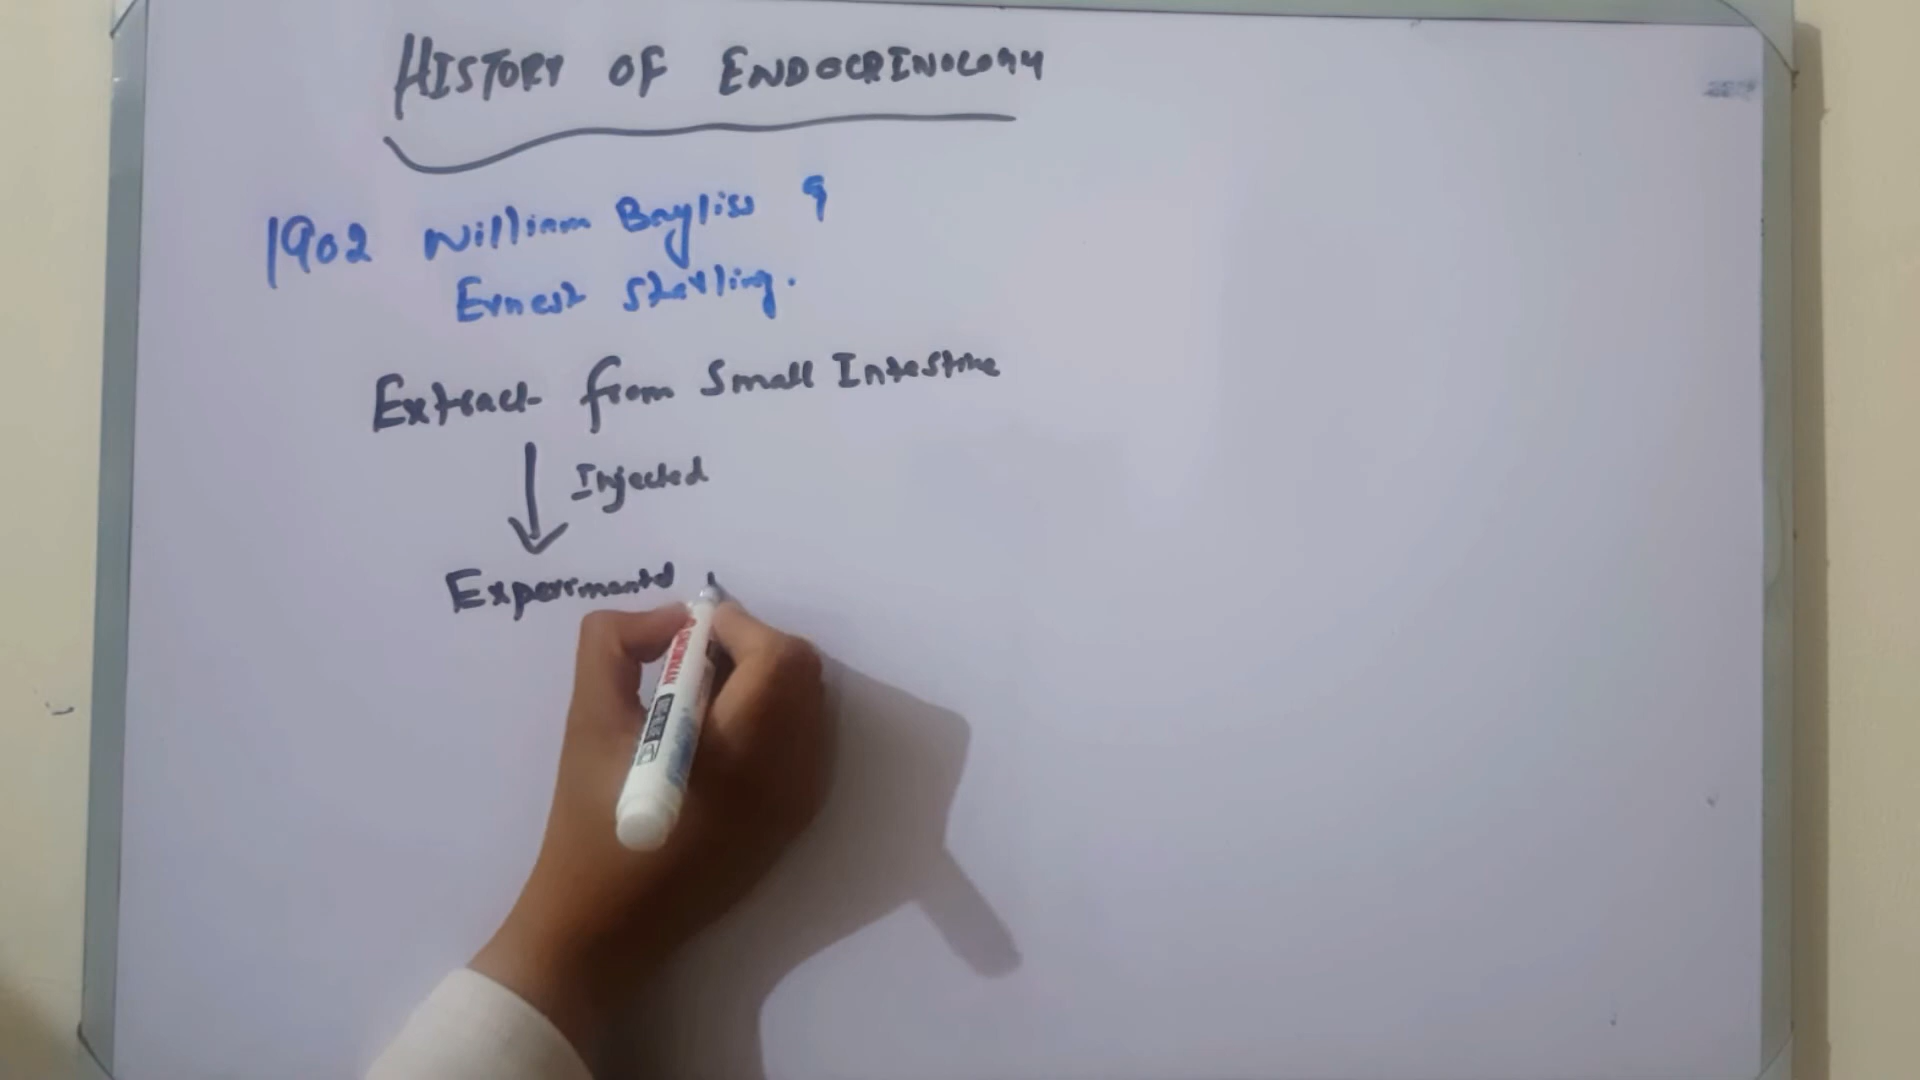 HISTORY OF ENDOCRINOLOGY
1902 William Bayliss &
Ernest Starling.
Extract from Small Intestine
Injected
Experimental